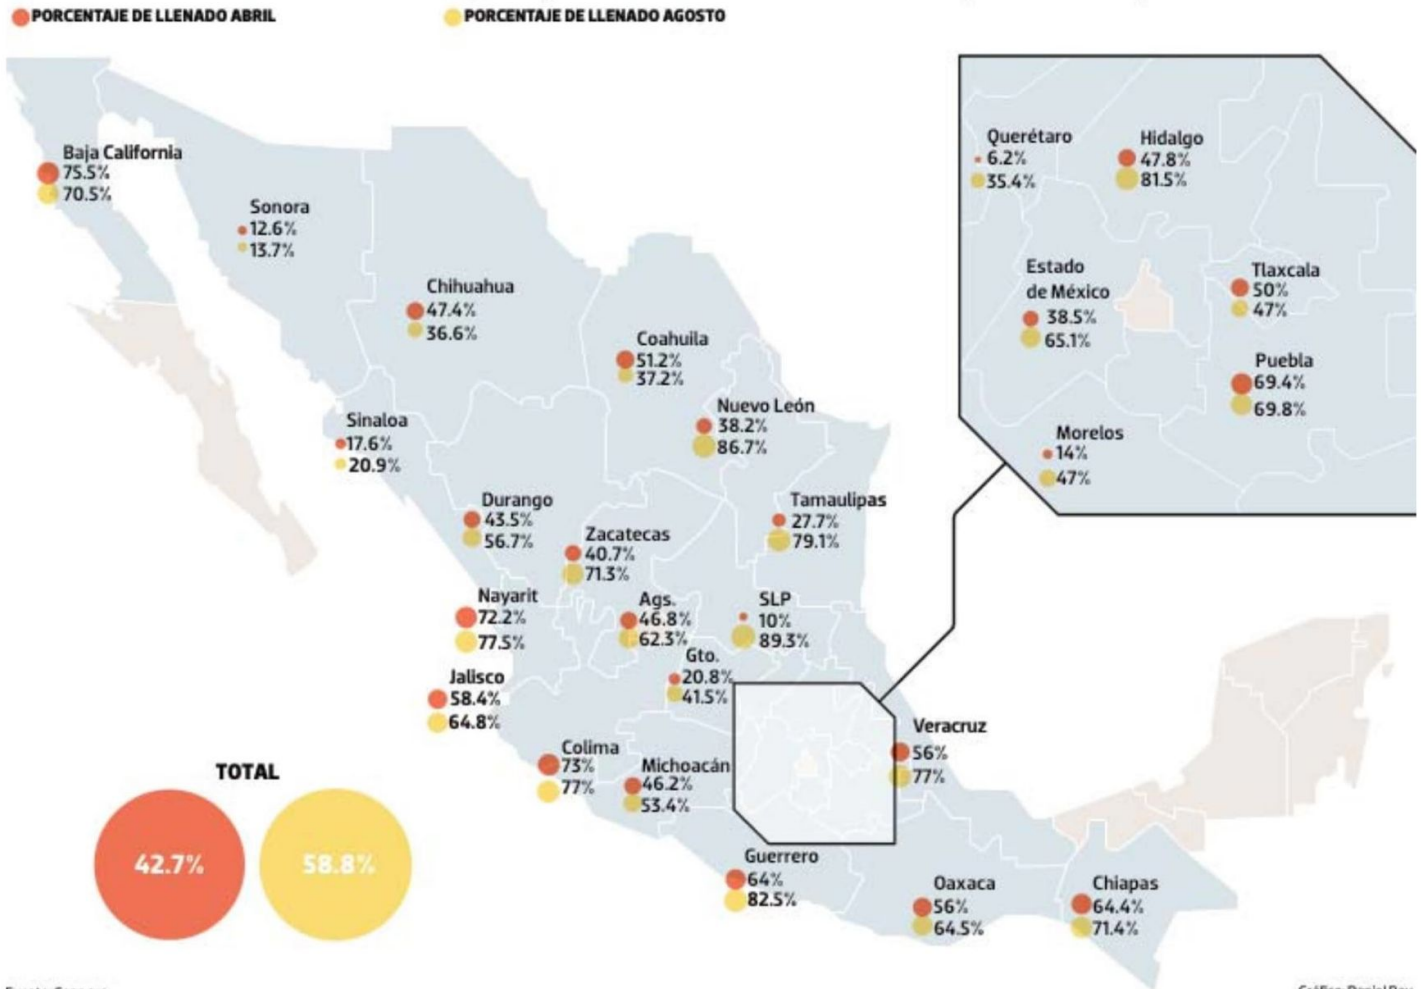 PORCENTAJE DE LLENADO ABRIL
PORCENTAJE DE LLENADO AGOSTO
Baja California
75.5%
70.5%
Sonora
12.6%
13.7%
Chihuahua
47.4%
36.6%
Coahuila
51.2%
37.2%
Nuevo León
38.2%
86.7%
Sinaloa
17.6%
20.9%
Durango
43.5%
56.7%
Zacatecas
40.7%
71.3%
Tamaulipas
27.7%
79.1%
Nayarit
72.2%
77.5%
Ags.
46.8%
62.3%
SLP
10%
89.3%
Jalisco
58.4%
64.8%
Gto.
20.8%
41.5%
Colima
73%
77%
Michoacán
46.2%
53.4%
Veracruz
56%
77%
Guerrero
64%
82.5%
Oaxaca
56%
64.5%
Chiapas
64.4%
71.4%
Querétaro
6.2%
35.4%
Hidalgo
47.8%
81.5%
Estado
de México
38.5%
65.1%
Tlaxcala
50%
47%
Puebla
69.4%
69.8%
Morelos
14%
47%
TOTAL
42.7%
58.8%